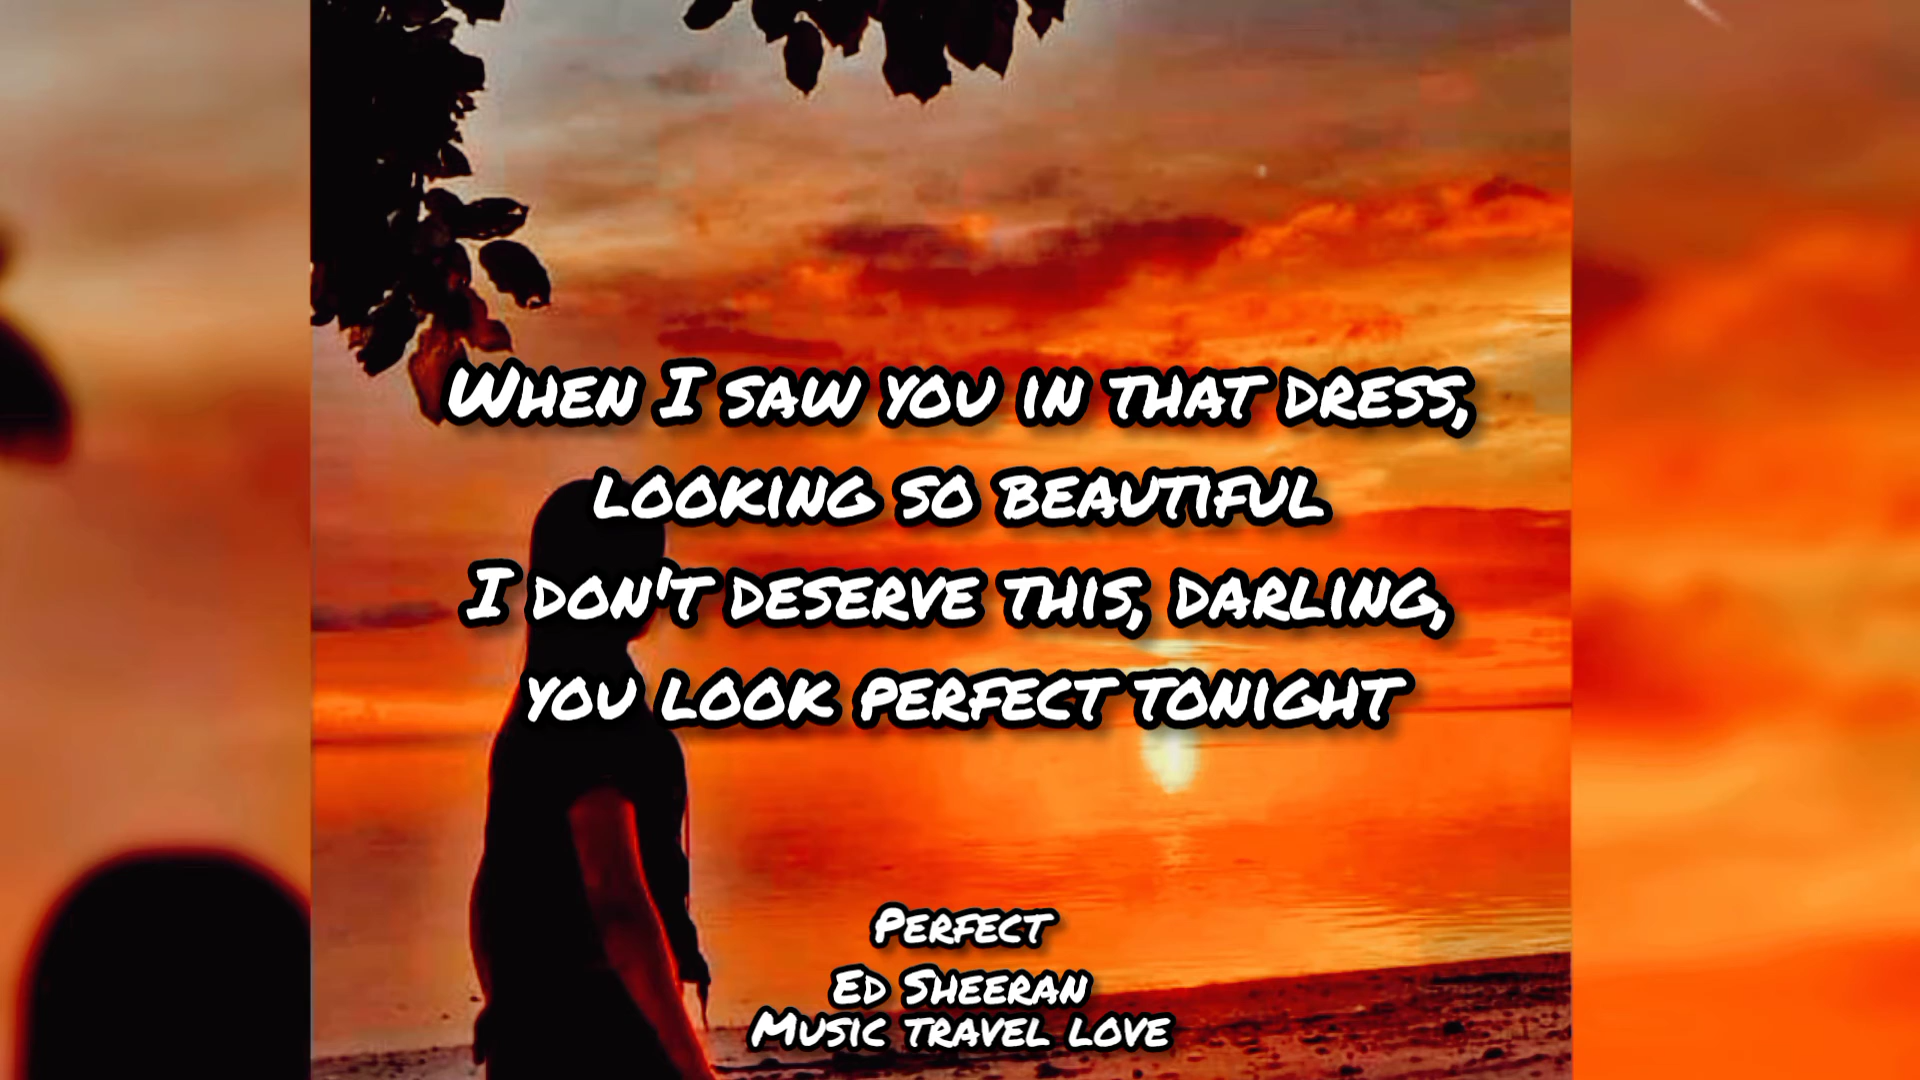 When I saw you in that dress,
looking so beautiful
I don't deserve this, darling,
you look perfect tonight
Perfect
Ed Sheeran
Music travel love